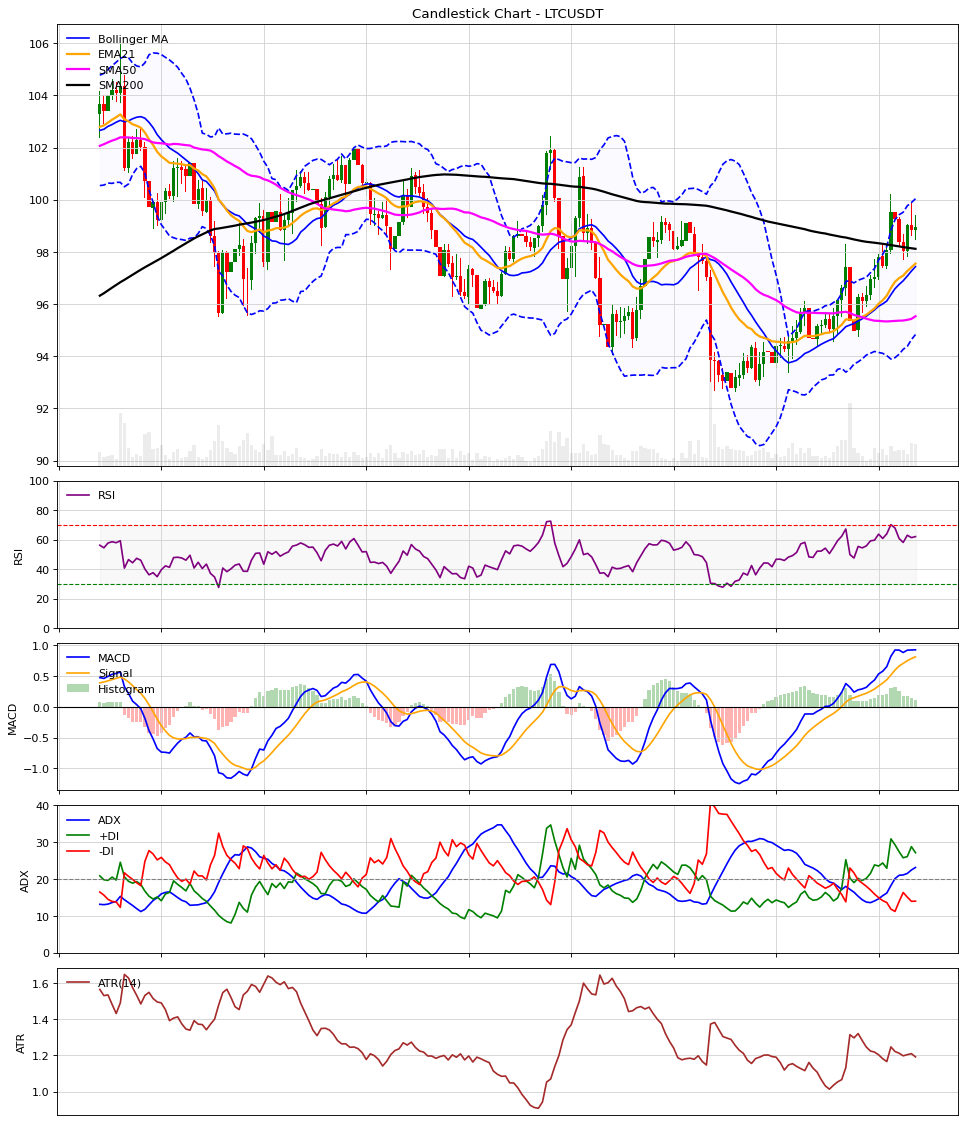 Candlestick Chart - LTCUSDT
Bollinger MA
EMA21
SMA50
SMA200
106
104
102
100
98
96
94
92
90
RSI
RSI
100
80
60
40
20
0
MACD
Signal
Histogram
MACD
1.0
0.5
0.0
−0.5
−1.0
ADX
+DI
-DI
ADX
40
30
20
10
0
ATR(14)
ATR
1.6
1.4
1.2
1.0